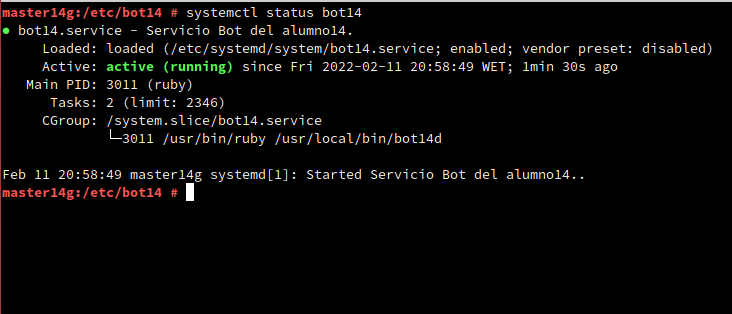 master14g:/etc/bot14 # systemctl status bot14
● bot14.service - Servicio Bot del alumno14.
Loaded: loaded (/etc/systemd/system/bot14.service; enabled; vendor preset: disabled)
Active: active (running) since Fri 2022-02-11 20:58:49 WET; 1min 30s ago
Main PID: 3011 (ruby)
Tasks: 2 (limit: 2346)
CGroup: /system.slice/bot14.service
└─3011 /usr/bin/ruby /usr/local/bin/bot14d
Feb 11 20:58:49 master14g systemd[1]: Started Servicio Bot del alumno14..
master14g:/etc/bot14 #